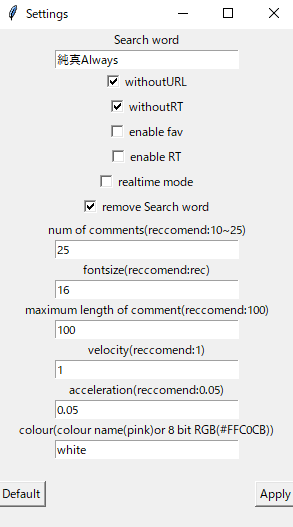 Settings
Search word
純真Always
withoutURL
withoutRT
enable fav
enable RT
realtime mode
remove Search word
num of comments(reccomend:10~25)
25
fontsize(reccomend:rec)
16
maximum length of comment(reccomend:100)
100
velocity(reccomend:1)
1
acceleration(reccomend:0.05)
0.05
colour(colour name(pink)or 8 bit RGB(#FFC0CB))
white
Default
Apply